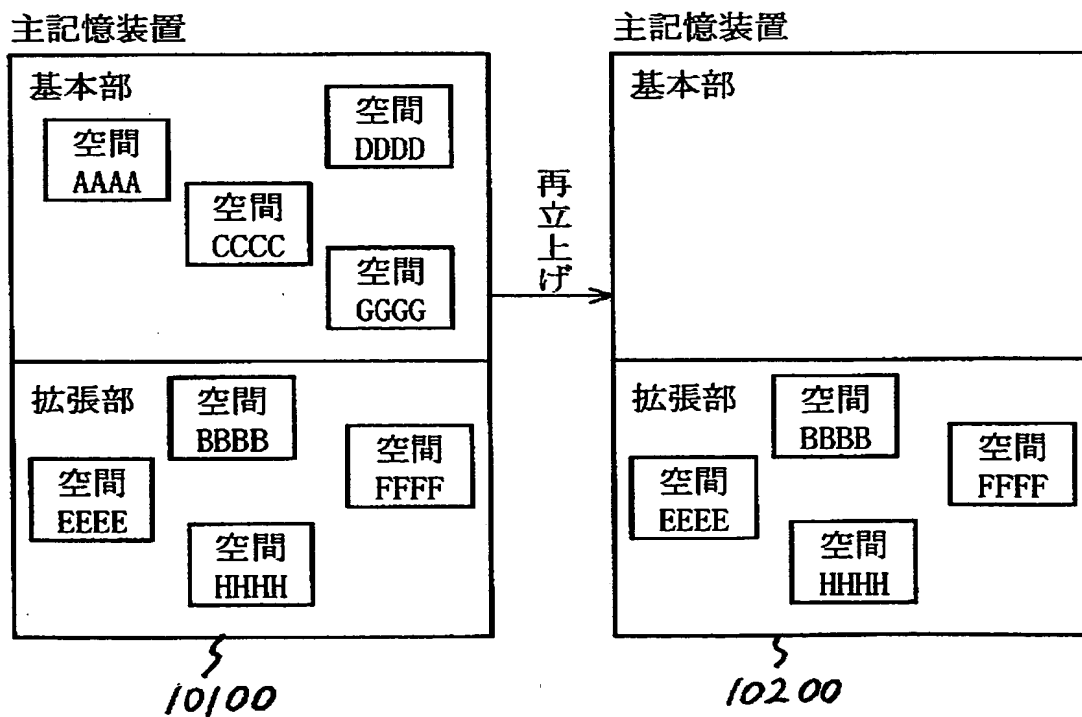 主記憶装置
基本部
空間
AAAA
空間
CCCC
空間
DDDD
空間
GGGG
拡張部
空間
BBBB
空間
EEEE
空間
FFFF
空間
HHHH
10100
再立上げ
主記憶装置
基本部
拡張部
空間
BBBB
空間
EEEE
空間
FFFF
空間
HHHH
10200